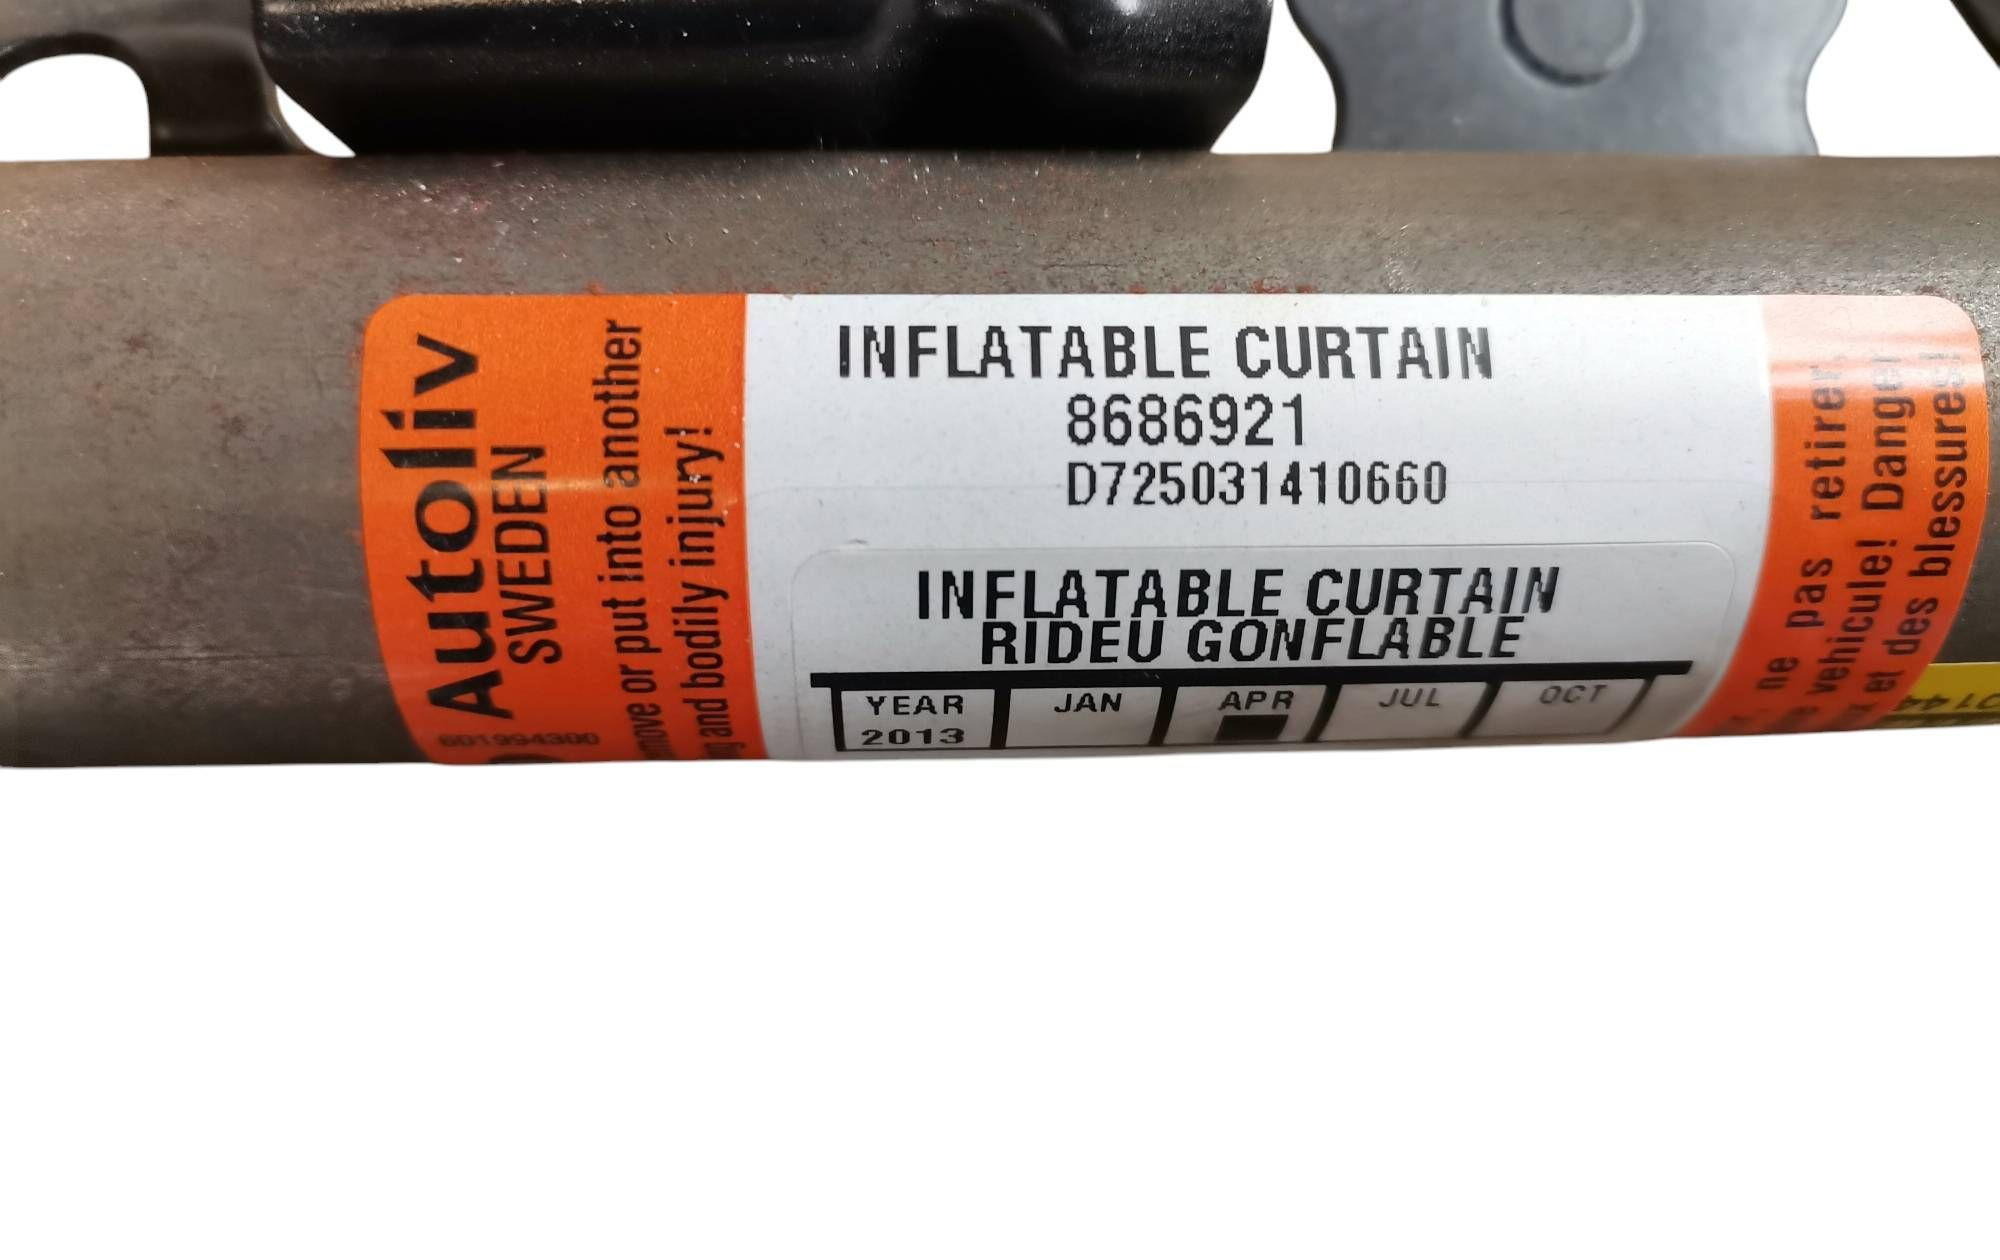 Autoliv
SWEDEN
601994300
or put into another
and bodily injury!
INFLATABLE CURTAIN
8686921
D725031410660
INFLATABLE CURTAIN
RIDEU GONFLABLE
YEAR JAN APR JUL OCT
2013
ne pas retirer,
vehicule! Danger
et des blessures!